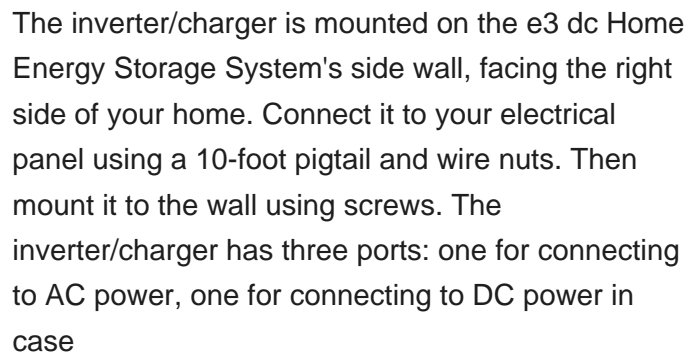 The inverter/charger is mounted on the e3 dc Home
Energy Storage System's side wall, facing the right
side of your home. Connect it to your electrical
panel using a 10-foot pigtail and wire nuts. Then
mount it to the wall using screws. The
inverter/charger has three ports: one for connecting
to AC power, one for connecting to DC power in
case